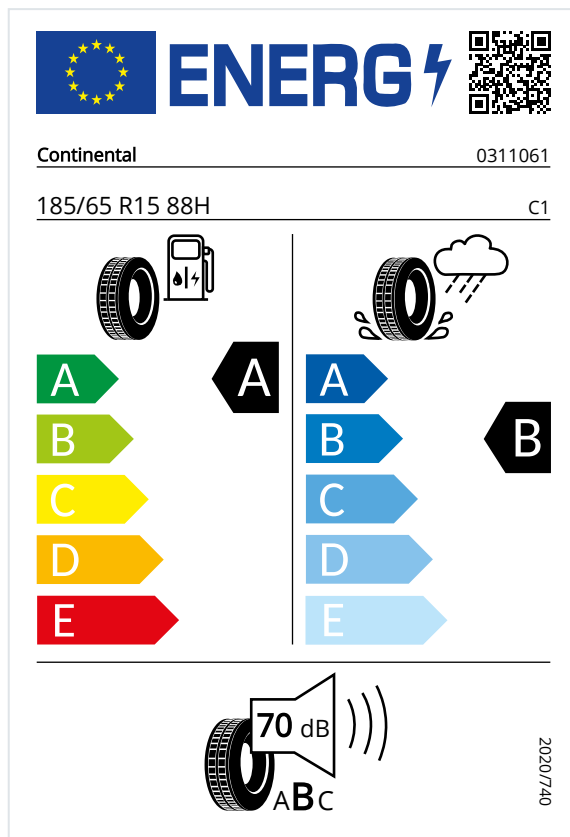 ENERG
Continental 0311061
185/65 R15 88H C1
A A A
B B B
C C
D D
E E
70 dB
ABC
2020/740